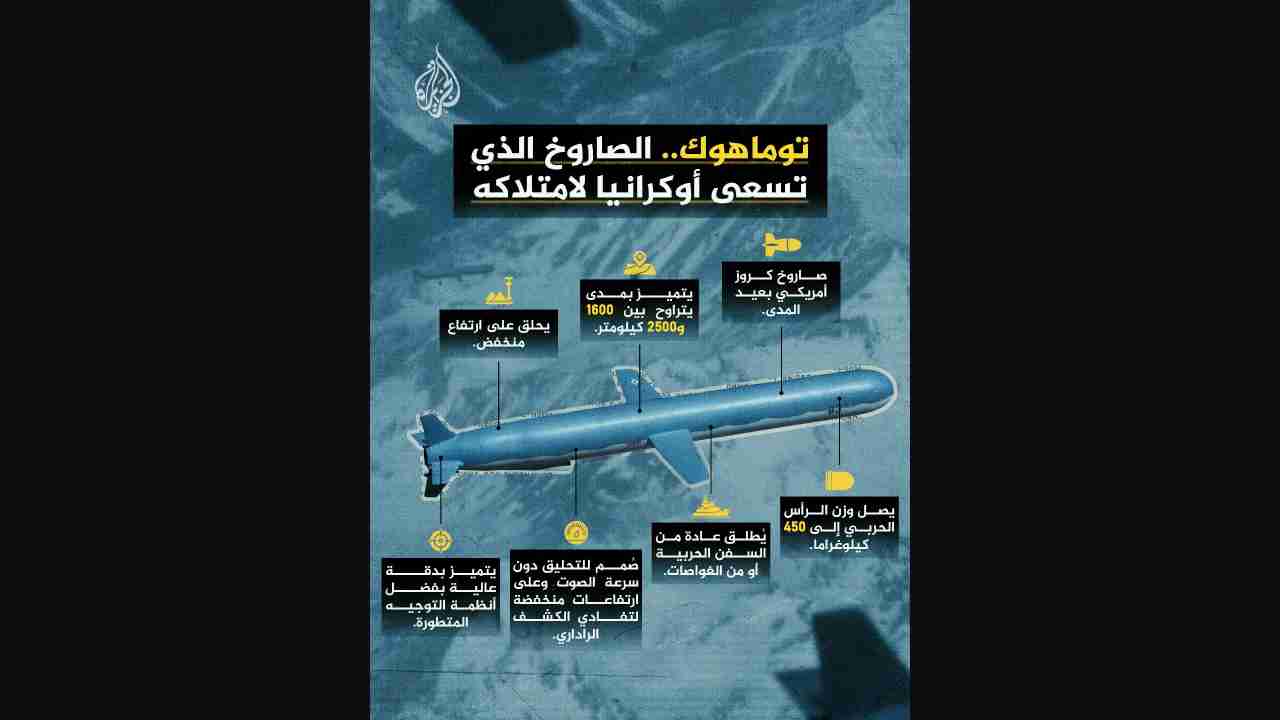 الجزيرة
توماهوك.. الصاروخ الذي
تسعى أوكرانيا لامتلاكه
صاروخ كروز
أمريكي بعيد
المدى.
يتميز بمدى
يتراوح بين 1600
و2500 كيلومتر.
يحلق على ارتفاع
منخفض.
يصل وزن الرأس
الحربي إلى 450
كيلوغراما.
يُطلق عادة من
السفن الحربية
أو من الغواصات.
صُمم للتحليق دون
سرعة الصوت وعلى
ارتفاعات منخفضة
لتفادي الكشف
الراداري.
يتميز بدقة
عالية بفضل
أنظمة التوجيه
المتطورة.